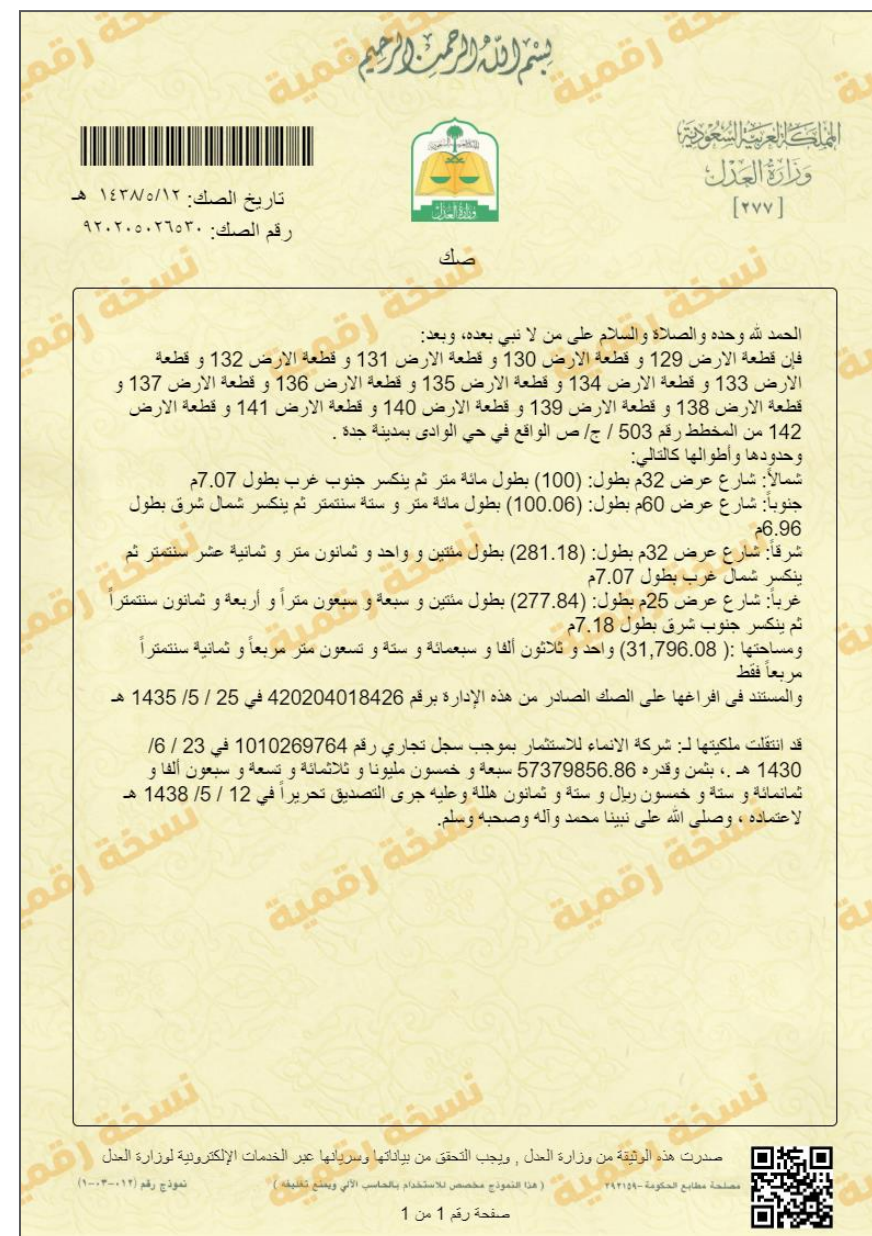 بسم الله الرحمن الرحيم
المملكة العربية السعودية
وزارة العدل
[٢٧٧]
وزارة العدل
تاريخ الصك: ١٤٣٨/٥/١٢ هـ
رقم الصك: ٩٢٠٢٠٥٠٢٦٥٣٠
صك
الحمد لله وحده والصلاة والسلام على من لا نبي بعده، وبعد:
فإن قطعة الارض 129 و قطعة الارض 130 و قطعة الارض 131 و قطعة الارض 132 و قطعة
الارض 133 و قطعة الارض 134 و قطعة الارض 135 و قطعة الارض 136 و قطعة الارض 137 و
قطعة الارض 138 و قطعة الارض 139 و قطعة الارض 140 و قطعة الارض 141 و قطعة الارض
142 من المخطط رقم 503 / ج/ ص الواقع في حي الوادى بمدينة جدة .
وحدودها وأطوالها كالتالي:
شمالاً: شارع عرض 32م بطول: (100) بطول مائة متر ثم ينكسر جنوب غرب بطول 7.07م
جنوباً: شارع عرض 60م بطول: (100.06) بطول مائة متر و ستة سنتمتر ثم ينكسر شمال شرق بطول
6.96م
شرقاً: شارع عرض 32م بطول: (281.18) بطول مئتين و واحد و ثمانون متر و ثمانية عشر سنتمتر ثم
ينكسر شمال غرب بطول 7.07م
غرباً: شارع عرض 25م بطول: (277.84) بطول مئتين و سبعة و سبعون متراً و أربعة و ثمانون سنتمتراً
ثم ينكسر جنوب شرق بطول 7.18م
ومساحتها :( 31,796.08) واحد و ثلاثون ألفا و سبعمائة و ستة و تسعون متر مربعاً و ثمانية سنتمتراً
مربعاً فقط
والمستند فى افراغها على الصك الصادر من هذه الإدارة برقم 420204018426 في 25 / 5 / 1435 هـ
قد انتقلت ملكيتها لـ: شركة الانماء للاستثمار بموجب سجل تجاري رقم 1010269764 في 23 / 6/
1430 هـ ،. بثمن وقدره 57379856.86 سبعة و خمسون مليونا و ثلاثمائة و تسعة و سبعون ألفا و
ثمانمائة و ستة و خمسون ريال و ستة و ثمانون هللة وعليه جرى التصديق تحريراً في 12 / 5/ 1438 هـ
لاعتماده ، وصلى الله على نبينا محمد وآله وصحبه وسلم.
صدرت هذه الوثيقة من وزارة العدل , ويجب التحقق من بياناتها وسريانها عبر الخدمات الإلكترونية لوزارة العدل
مصلحة مطابع الحكومة -٢٩٢١٥٩
( هذا النموذج مخصص للاستخدام بالحاسب الآلي ويمنع تغليفه )
نموذج رقم (١٢-٠٣-٠١)
صفحة رقم 1 من 1
نسخة رقمية